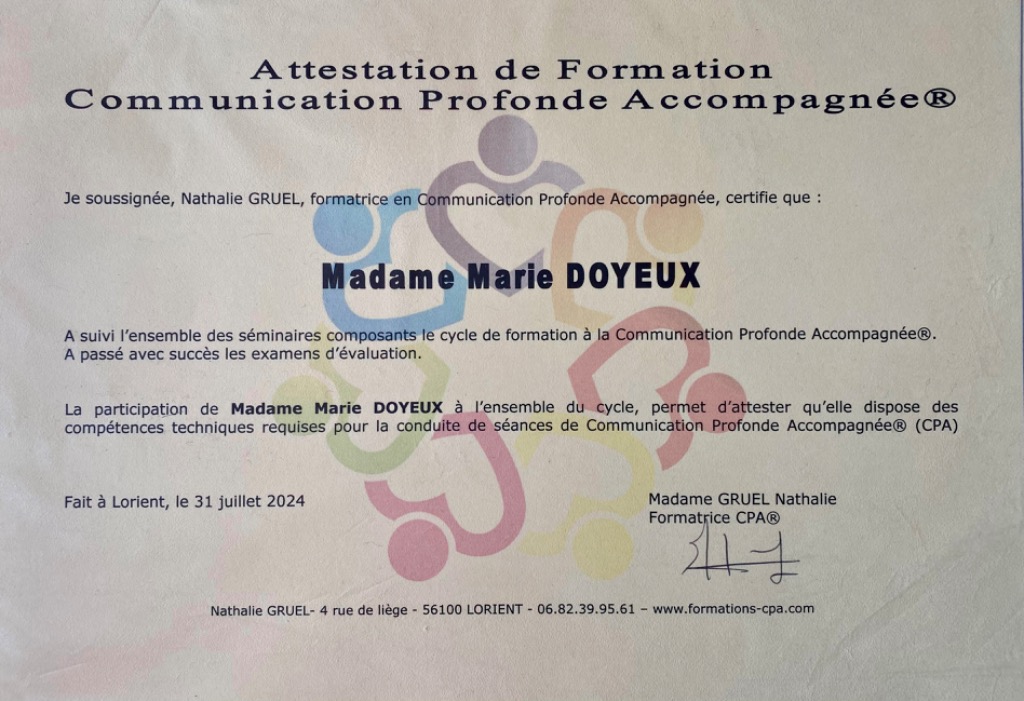 Attestation de Formation
Communication Profonde Accompagnée®
Je soussignée, Nathalie GRUEL, formatrice en Communication Profonde Accompagnée, certifie que :
Madame Marie DOYEUX
A suivi l'ensemble des séminaires composants le cycle de formation à la Communication Profonde Accompagnée®.
A passé avec succès les examens d'évaluation.
La participation de Madame Marie DOYEUX à l'ensemble du cycle, permet d'attester qu'elle dispose des
compétences techniques requises pour la conduite de séances de Communication Profonde Accompagnée® (CPA)
Fait à Lorient, le 31 juillet 2024
Madame GRUEL Nathalie
Formatrice CPA®
Nathalie GRUEL- 4 rue de liège - 56100 LORIENT - 06.82.39.95.61 – www.formations-cpa.com